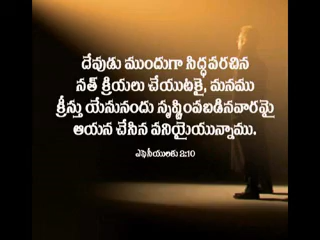 దేవుడు ముందుగా సిద్ధపరచిన
సత్ క్రియలు చేయుటకై, మనము
క్రీస్తు యేసునందు సృష్టింపబడినవారమై
ఆయన చేసిన పనియైయున్నాము.
ఎఫెసీయులకు 2:10